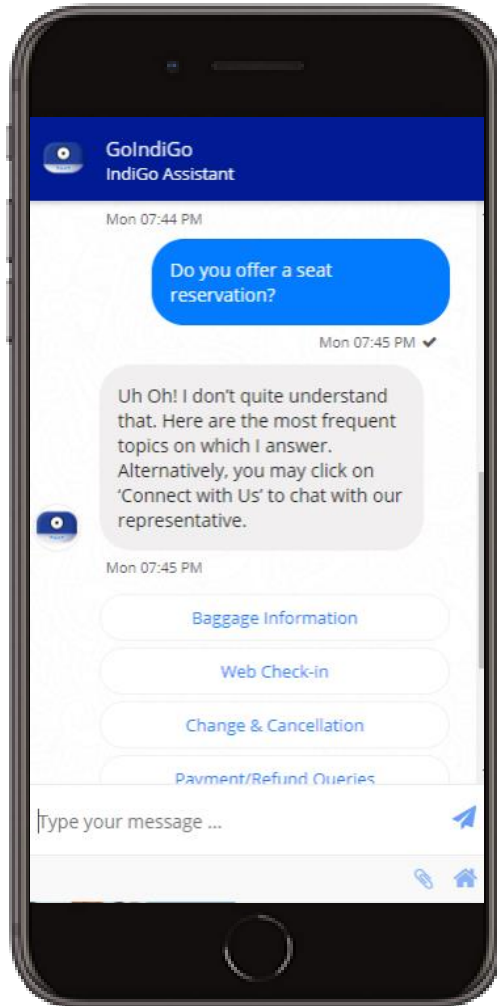 GoIndiGo
IndiGo Assistant
Mon 07:44 PM
Do you offer a seat
reservation?
Mon 07:45 PM
Uh Oh! I don't quite understand
that. Here are the most frequent
topics on which I answer.
Alternatively, you may click on
‘Connect with Us’ to chat with our
representative.
Mon 07:45 PM
Baggage Information
Web Check-in
Change & Cancellation
Payment/Refund Queries
Type your message ...